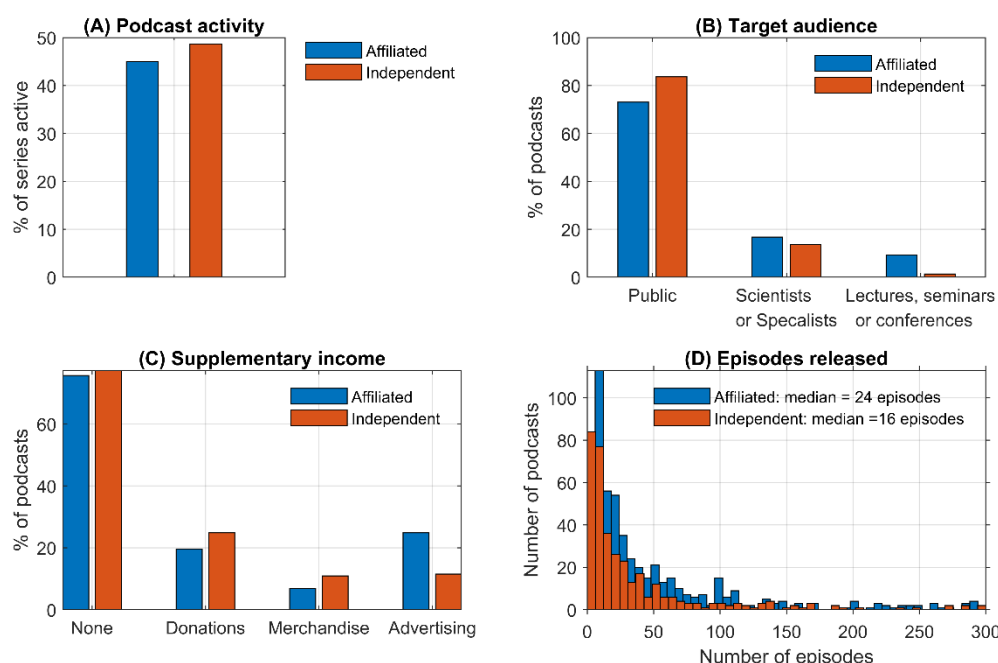 (A) Podcast activity
50
40
30
20
10
0
% of series active
Affiliated
Independent
(B) Target audience
100
80
60
40
20
0
% of podcasts
Affiliated
Independent
Public
Scientists
or Specalists
Lectures, seminars
or conferences
(C) Supplementary income
60
40
20
0
% of podcasts
Affiliated
Independent
None
Donations
Merchandise
Advertising
(D) Episodes released
100
80
60
40
20
0
Number of podcasts
Affiliated: median = 24 episodes
Independent: median =16 episodes
0
50
100
150
200
250
300
Number of episodes